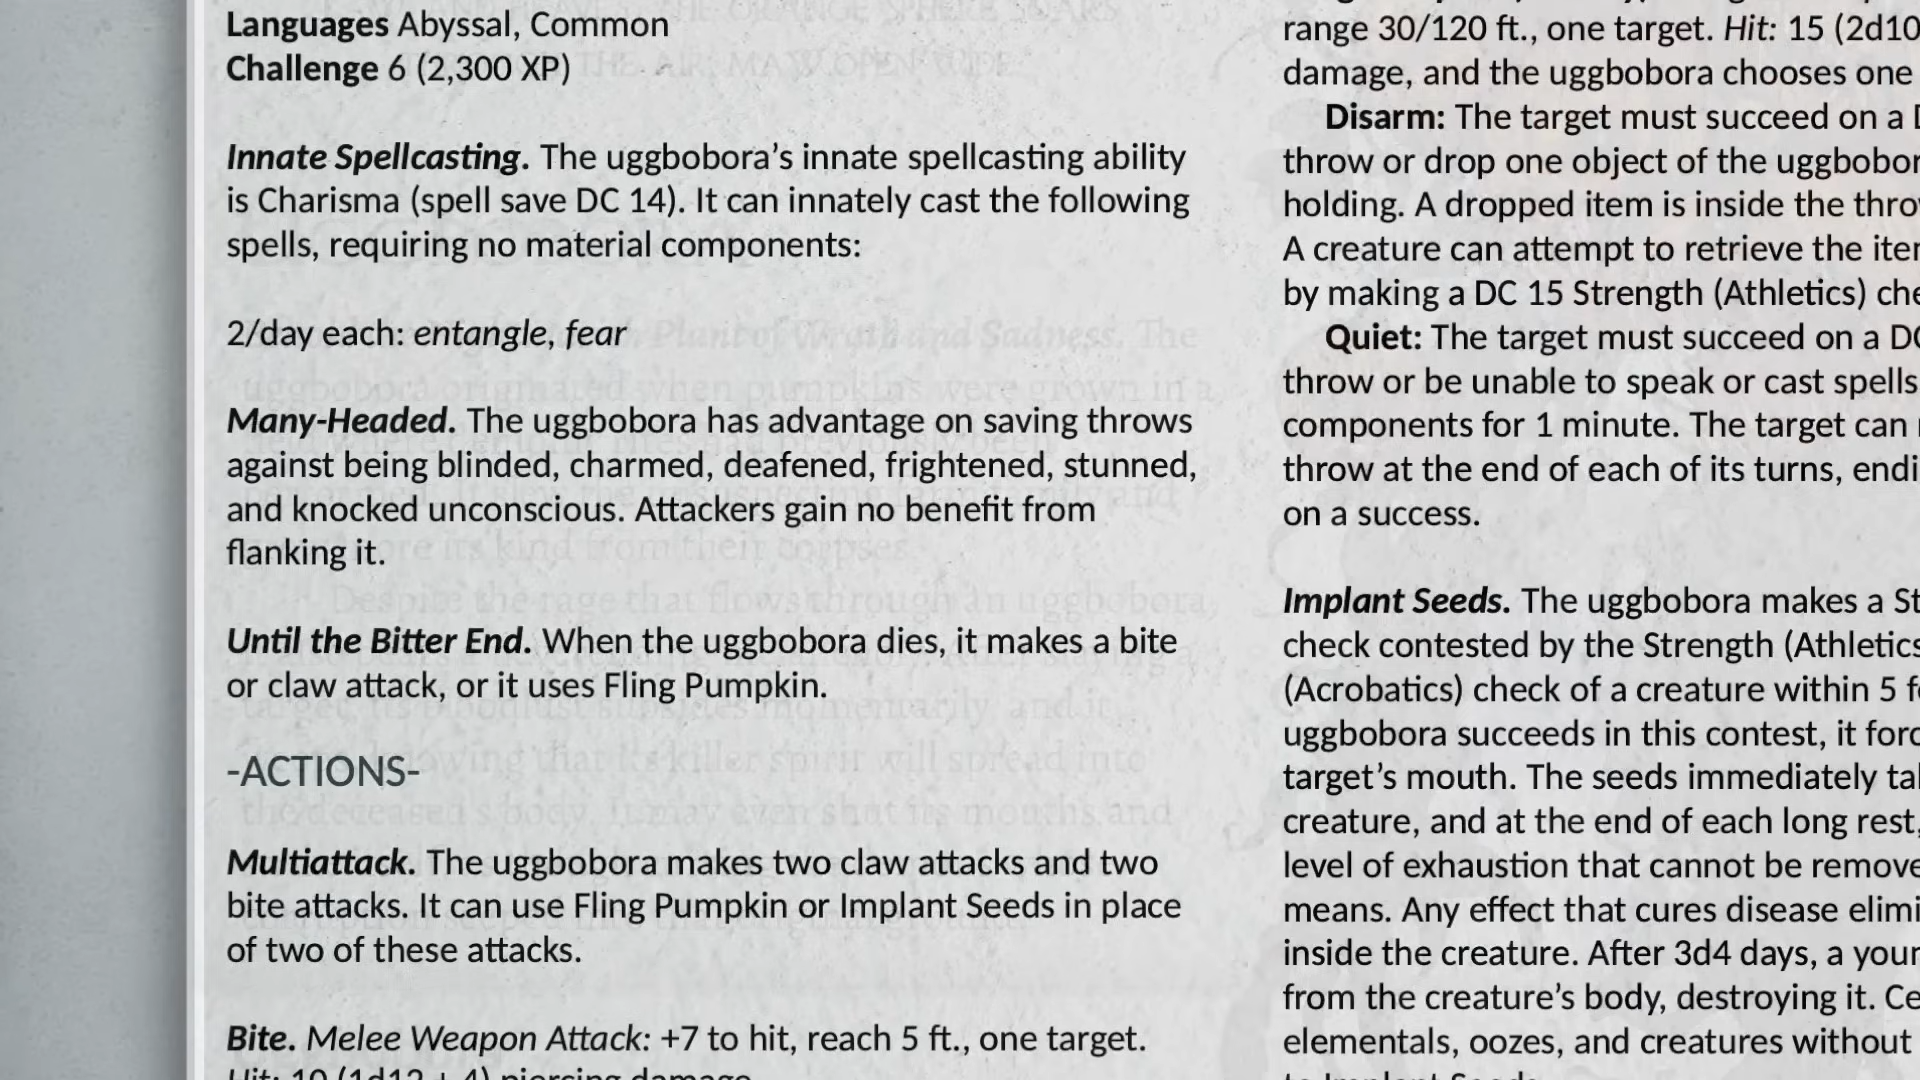 Languages Abyssal, Common
Challenge 6 (2,300 XP)
Innate Spellcasting. The uggbobora’s innate spellcasting ability
is Charisma (spell save DC 14). It can innately cast the following
spells, requiring no material components:
2/day each: entangle, fear
Many-Headed. The uggbobora has advantage on saving throws
against being blinded, charmed, deafened, frightened, stunned,
and knocked unconscious. Attackers gain no benefit from
flanking it.
Until the Bitter End. When the uggbobora dies, it makes a bite
or claw attack, or it uses Fling Pumpkin.
-ACTIONS-
Multiattack. The uggbobora makes two claw attacks and two
bite attacks. It can use Fling Pumpkin or Implant Seeds in place
of two of these attacks.
Bite. Melee Weapon Attack: +7 to hit, reach 5 ft., one target.
Hit: 10 (1d12 + 4) piercing damage.
range 30/120 ft., one target. Hit: 15 (2d10
damage, and the uggbobora chooses one
Disarm: The target must succeed on a
throw or drop one object of the
holding. A dropped item is inside the
A creature can attempt to retrieve the
by making a DC 15 Strength (Athletics)
Quiet: The target must succeed on a DC
throw or be unable to speak or cast spells
components for 1 minute. The target can
throw at the end of each of its turns,
on a success.
Implant Seeds. The uggbobora makes a
check contested by the Strength (Athletics
(Acrobatics) check of a creature within 5
uggbobora succeeds in this contest, it
target’s mouth. The seeds immediately
creature, and at the end of each long rest,
level of exhaustion that cannot be
means. Any effect that cures disease
inside the creature. After 3d4 days, a
from the creature’s body, destroying it.
elementals, oozes, and creatures without
to Implant Seeds.